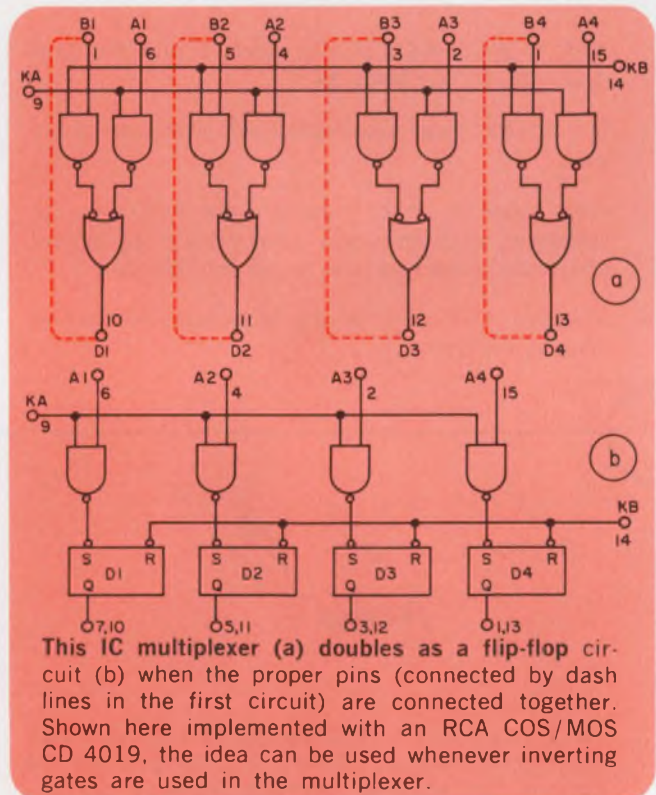 B1 A1 B2 A2 B3 A3 B4 A4
1 6 5 4 3 2 1 15
KA
9
KB
14
a
10 11 12 13
D1 D2 D3 D4
A1 A2 A3 A4
6 4 2 15
KA
9
b
KB
14
S R S R S R S R
D1 D2 D3 D4
Q Q Q Q
7,10 5,11 3,12 1,13
This IC multiplexer (a) doubles as a flip-flop cir-
cuit (b) when the proper pins (connected by dash
lines in the first circuit) are connected together.
Shown here implemented with an RCA COS/MOS
CD 4019, the idea can be used whenever inverting
gates are used in the multiplexer.